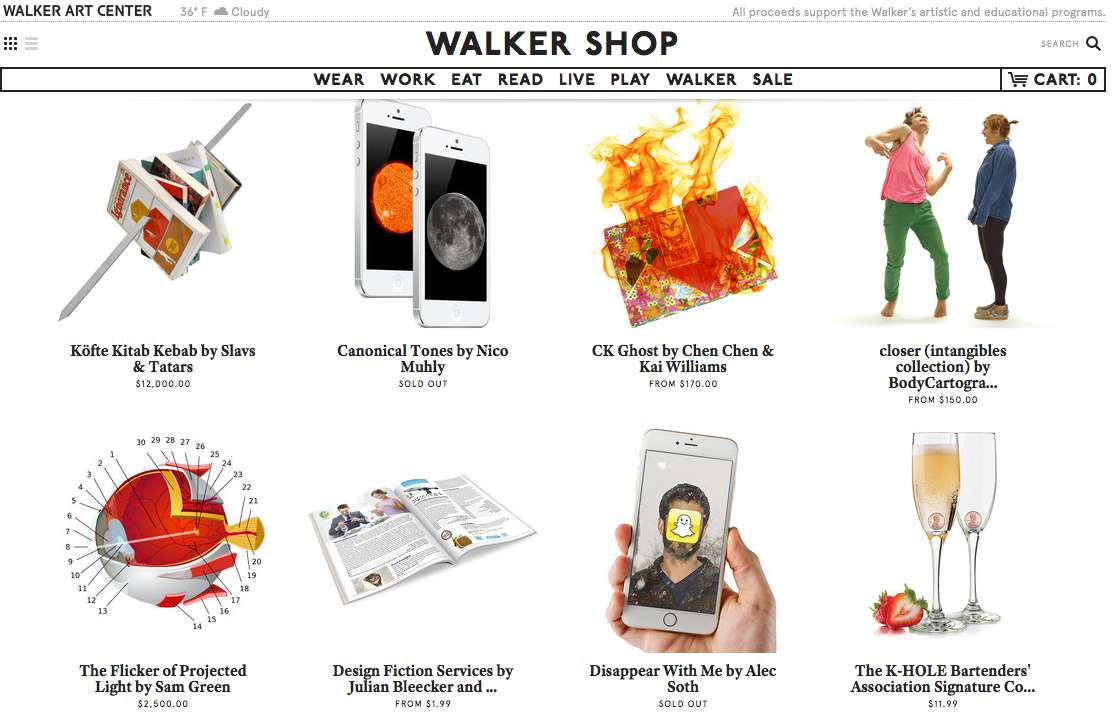 WALKER ART CENTER 36° F Cloudy All proceeds support the Walker's artistic and educational programs.
WALKER SHOP
SEARCH
WEAR WORK EAT READ LIVE PLAY WALKER SALE CART: 0
Ignorance
Köfte Kitab Kebab by Slavs
& Tatars
$12,000.00
Canonical Tones by Nico
Muhly
SOLD OUT
CK Ghost by Chen Chen &
Kai Williams
FROM $170.00
closer (intangibles
collection) by
BodyCartogra...
FROM $150.00
30 29 28 27 26
25
24
23
22
21
20
19
18
17
16
15
14
13
12
11
10
9
8
7
6
5
4
3
2
1
The Flicker of Projected
Light by Sam Green
$2,500.00
Design Fiction Services by
Julian Bleecker and ...
FROM $1.99
Disappear With Me by Alec
Soth
SOLD OUT
The K-HOLE Bartenders'
Association Signature Co...
$11.99